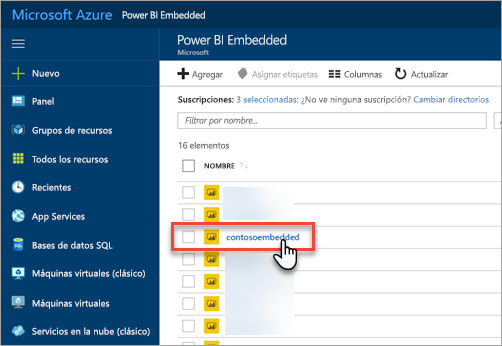 Microsoft Azure Power BI Embedded
Power BI Embedded
Microsoft
Nuevo
Panel
Grupos de recursos
Todos los recursos
Recientes
App Services
Bases de datos SQL
Máquinas virtuales (clásico)
Máquinas virtuales
Servicios en la nube (clásico)
Agregar Asignar etiquetas Columnas Actualizar
Suscripciones: 3 seleccionadas: ¿No ve ninguna suscripción? Cambiar directorios
Filtrar por nombre...
16 elementos
NOMBRE
contosoembedded